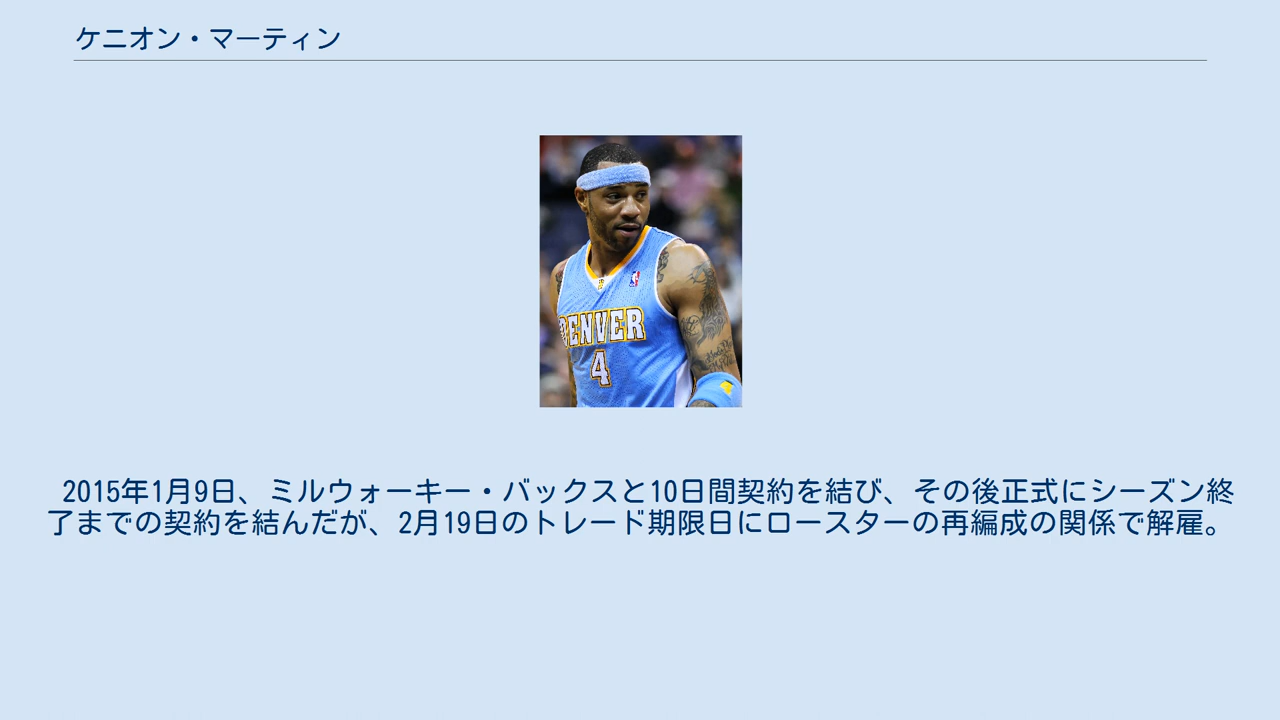 ケニオン・マーティン
DENVER
4
2015年1月9日、ミルウォーキー・バックスと10日間契約を結び、その後正式にシーズン終
了までの契約を結んだが、2月19日のトレード期限日にロースターの再編成の関係で解雇。